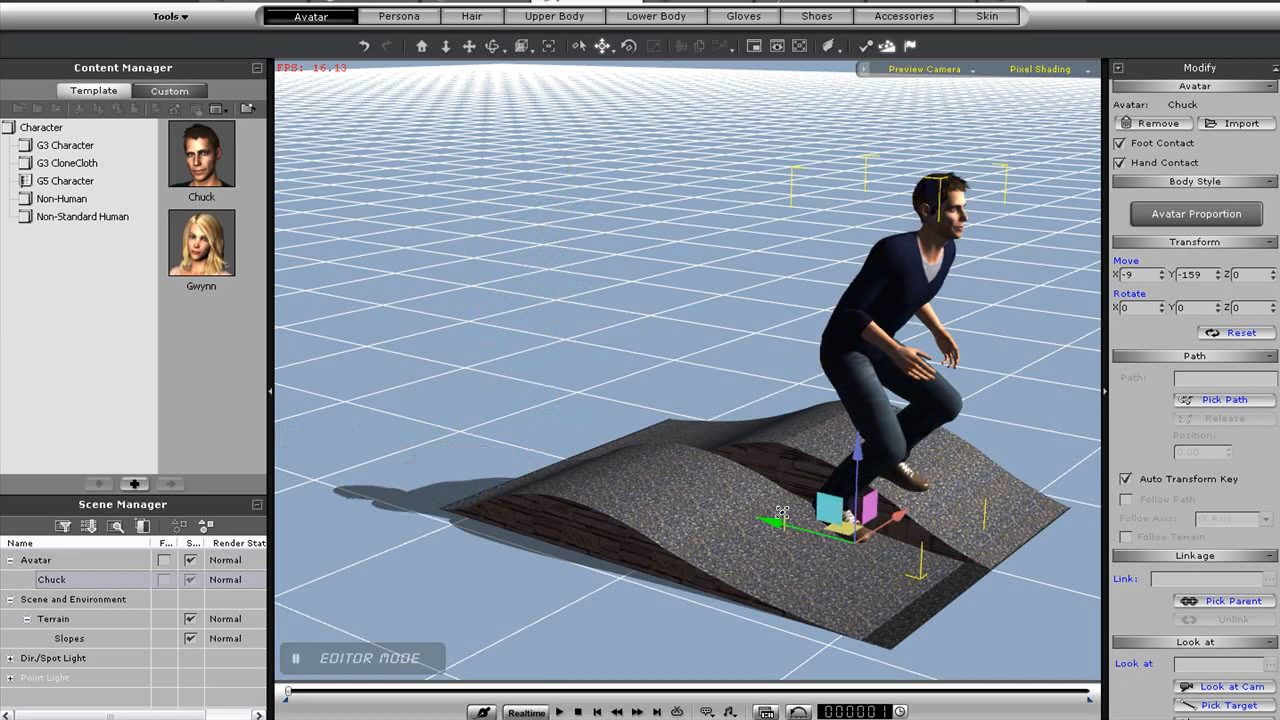 Tools
Avatar Persona Hair Upper Body Lower Body Gloves Shoes Accessories Skin
Content Manager
Template Custom
Character
G3 Character
G3 CloneCloth
G5 Character
Non-Human
Non-Standard Human
Chuck
Gwynn
Scene Manager
Name F... S... Render Stat
Avatar Normal
Chuck Normal
Scene and Environment
Terrain Normal
Slopes Normal
Dir./Spot Light Normal
Point Light Normal
FPS: 16.13
Preview Camera Pixel Shading
EDITOR MODE
Realtime 000001
Modify
Avatar
Avatar: Chuck
Remove Import
Foot Contact
Hand Contact
Body Style
Avatar Proportion
Transform
Move
X -9 Y -159 Z 0
Rotate
X 0 Y 0 Z 0
Reset
Path
Path:
Pick Path
Release
Position:
0.00
Auto Transform Key
Follow Path
Follow Axis:
Follow Terrain
Linkage
Link:
Pick Parent
Unlink
Look at
Look at
Look at Cam
Pick Target